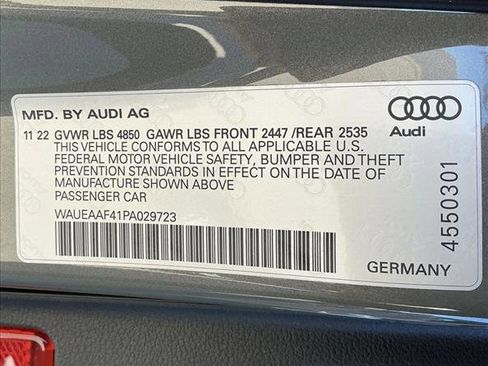 MFD. BY AUDI AG
11 22 GVWR LBS 4850 GAWR LBS FRONT 2447 /REAR 2535
THIS VEHICLE CONFORMS TO ALL APPLICABLE U.S.
FEDERAL MOTOR VEHICLE SAFETY, BUMPER AND THEFT
PREVENTION STANDARDS IN EFFECT ON THE DATE OF
MANUFACTURE SHOWN ABOVE
PASSENGER CAR
WAUEAAF41PA029723
Audi
4550301
GERMANY